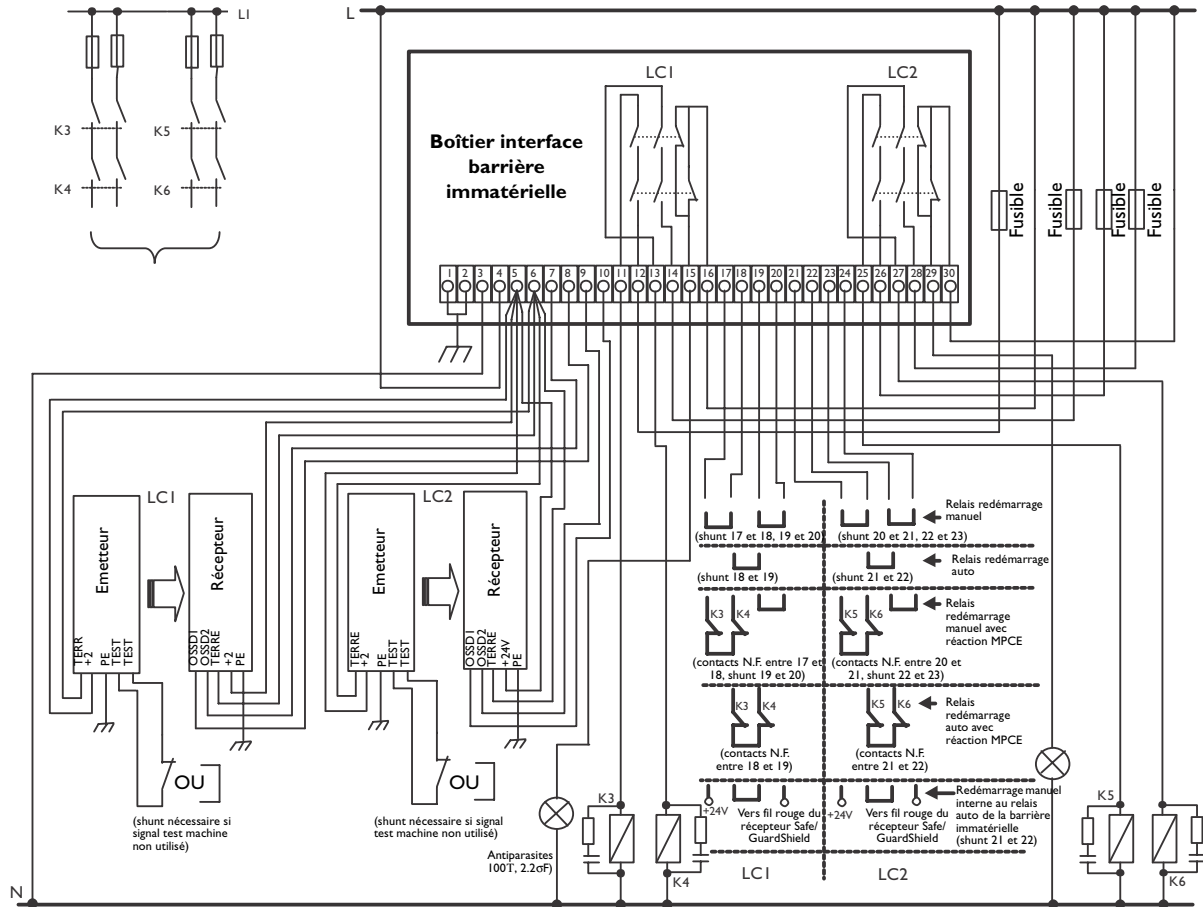 L1
L
K3
K5
K4
K6
LC1
LC2
Boîtier interface
barrière
immatérielle
Fusible
Fusible
Fusible
Fusible
1 2 3 4 5 6 7 8 9 10 11 12 13 14 15 16 17 18 19 20 21 22 23 24 25 26 27 28 29 30
LC1
Emetteur
Récepteur
TERR
+2
PE
TEST
TEST
OSSD1
OSSD2
TERRE
+2
PE
LC2
Emetteur
Récepteur
TERRE
+2
PE
TEST
TEST
OSSD1
OSSD2
TERRE
+24V
PE
OU
(shunt nécessaire si
signal test machine
non utilisé)
OU
(shunt nécessaire si signal
test machine non utilisé)
Antiparasites
100T, 2.2σF)
K3
K4
(shunt 17 et 18, 19 et 20)
(shunt 20 et 21, 22 et 23)
Relais redémarrage
manuel
(shunt 18 et 19)
(shunt 21 et 22)
Relais redémarrage
auto
K3
K4
K5
K6
Relais
redémarrage
manuel avec
réaction MPCE
(contacts N.F. entre 17 et
18, shunt 19 et 20)
(contacts N.F. entre 20 et
21, shunt 22 et 23)
K3
K4
K5
K6
Relais
redémarrage
auto avec
réaction MPCE
(contacts N.F.
entre 18 et 19)
(contacts N.F.
entre 21 et 22)
+24V
Vers fil rouge du
récepteur Safe/
GuardShield
+24V
Vers fil rouge du
récepteur Safe/
GuardShield
Redémarrage manuel
interne au relais
auto de la barrière
immatérielle
(shunt 21 et 22)
LC1
LC2
K5
K6
N